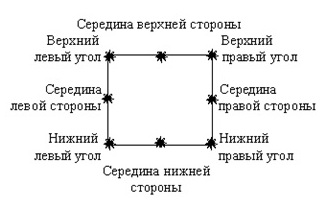 Середина верхней стороны
Верхний
левый угол
Верхний
правый угол
Середина
левой стороны
Середина
правой стороны
Нижний
левый угол
Нижний
правый угол
Середина нижней
стороны